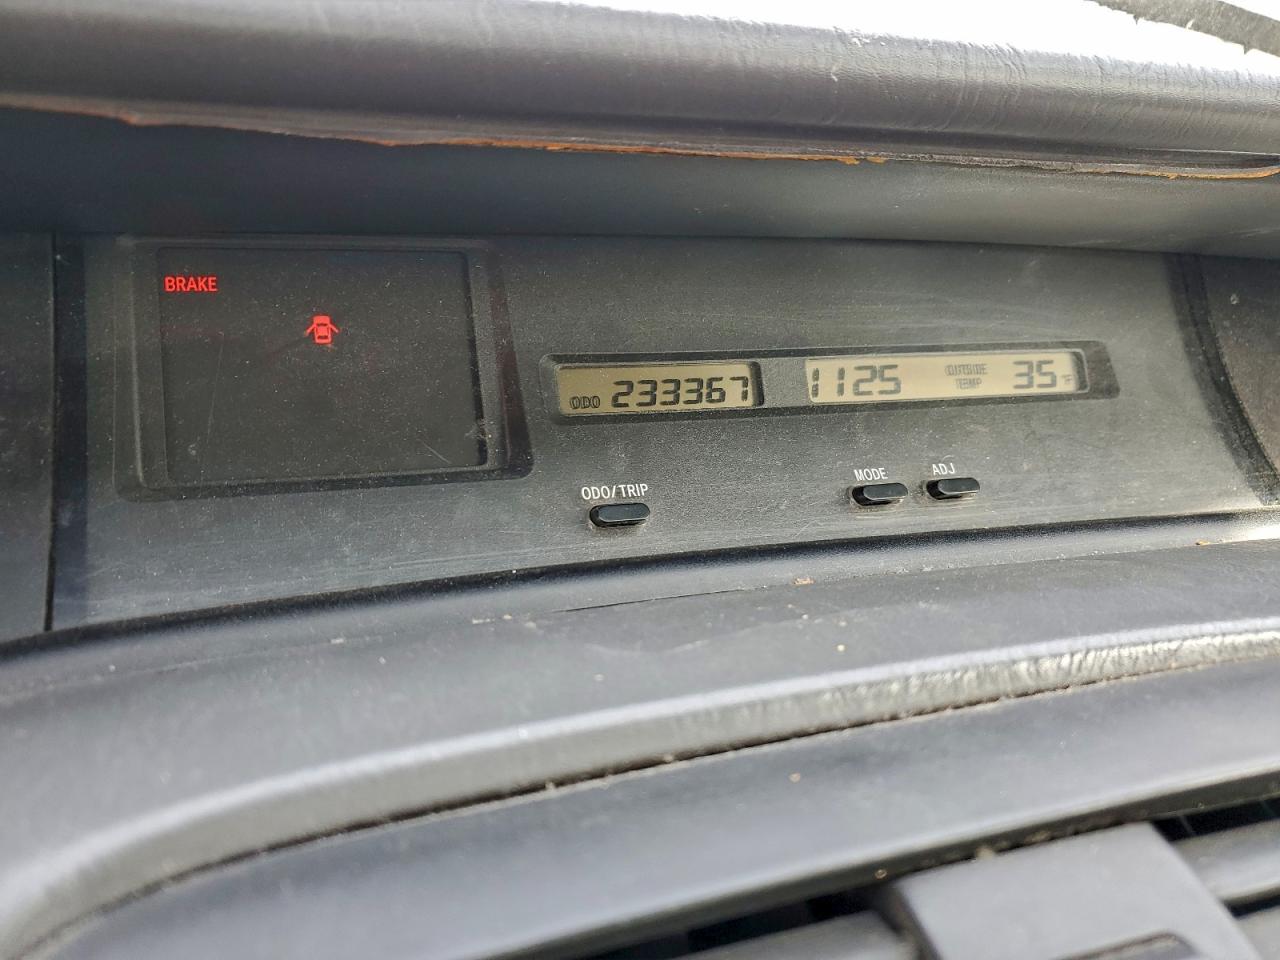 BRAKE
ODO 233367
1125 OUTSIDE TEMP 35 °F
ODO/TRIP
MODE ADJ